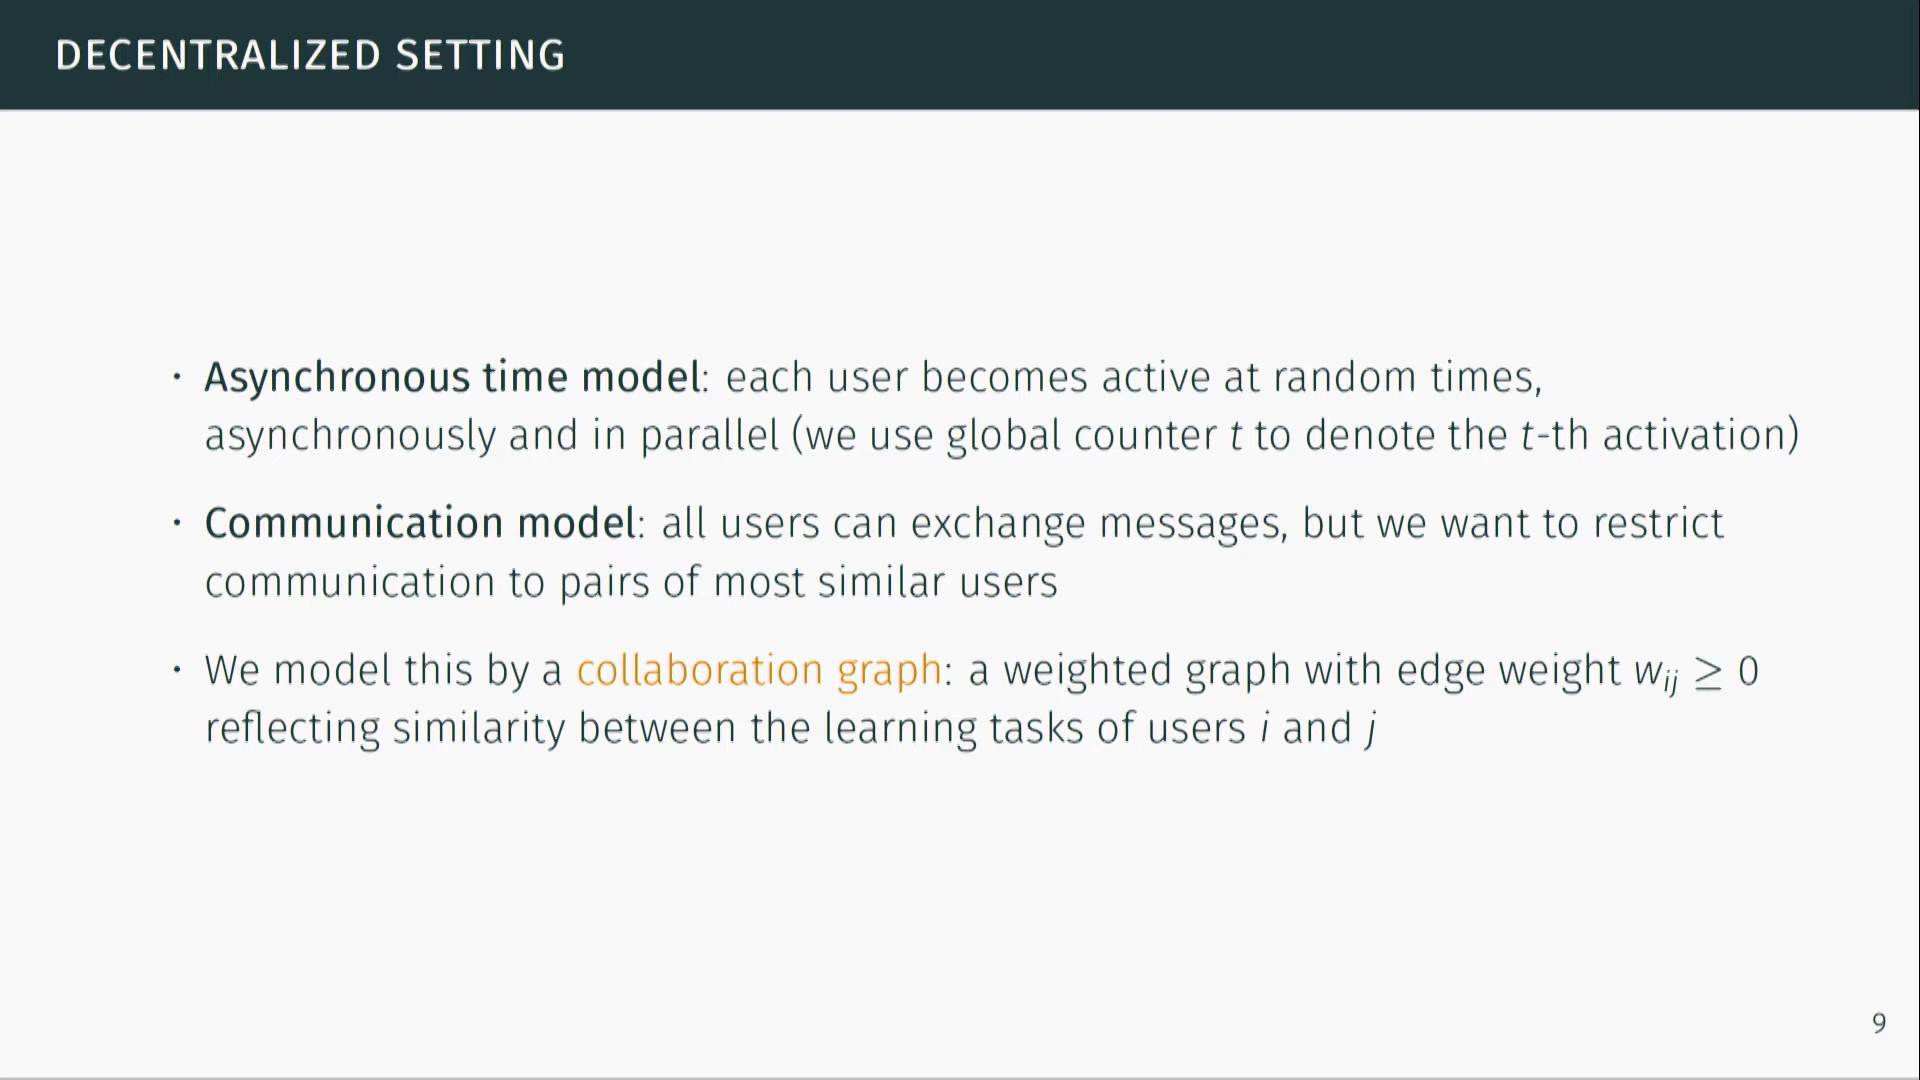 DECENTRALIZED SETTING
· Asynchronous time model: each user becomes active at random times,
asynchronously and in parallel (we use global counter t to denote the t-th activation)
· Communication model: all users can exchange messages, but we want to restrict
communication to pairs of most similar users
· We model this by a collaboration graph: a weighted graph with edge weight w_{ij} ≥ 0
reflecting similarity between the learning tasks of users i and j
9